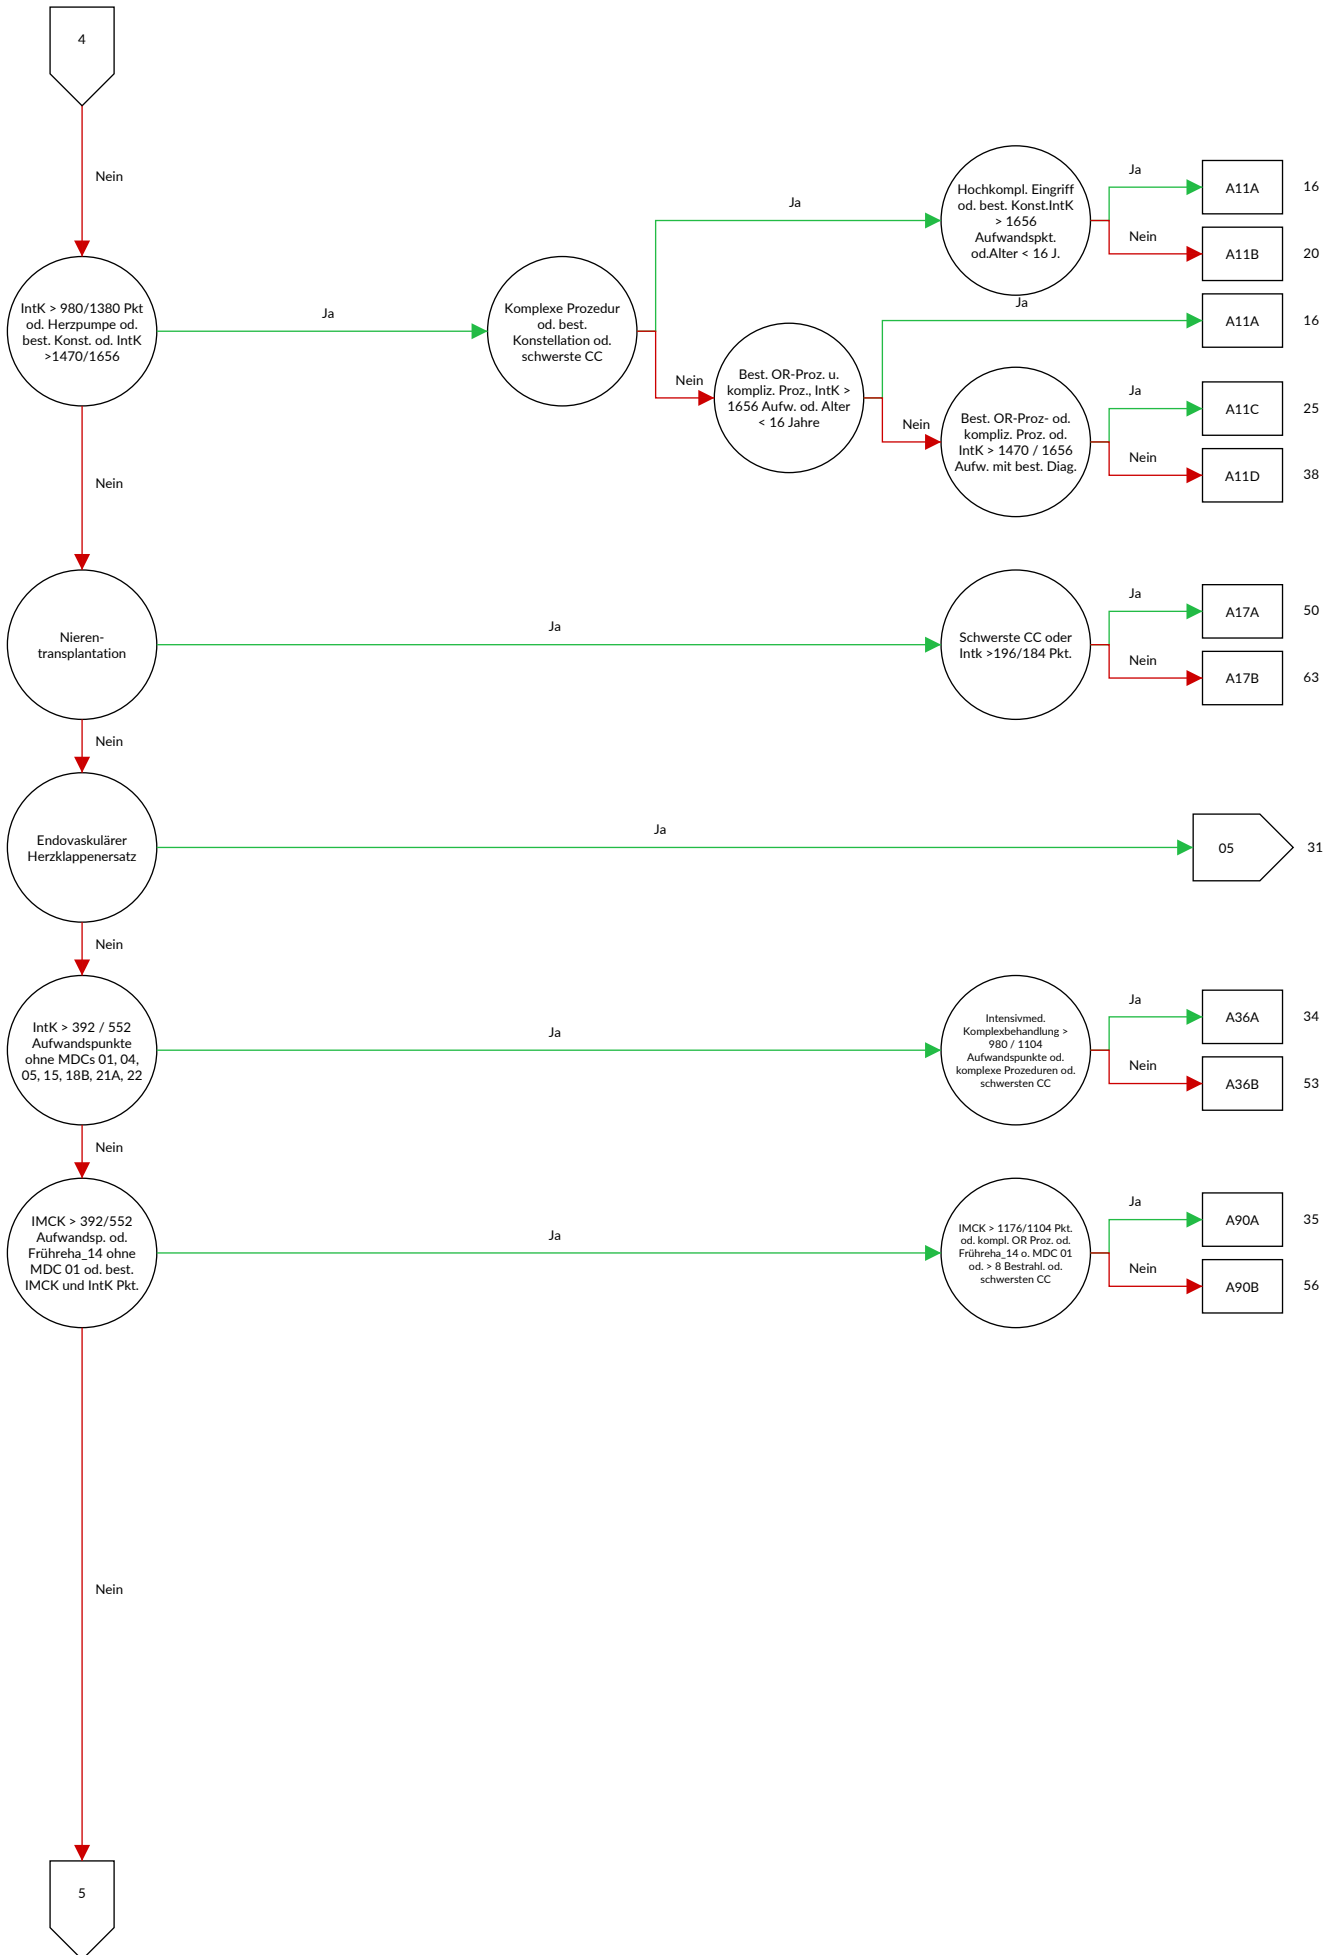 4
Nein
IntK > 980/1380 Pkt
od. Herzpumpe od.
best. Konst. od. IntK
>1470/1656
Ja
Komplexe Prozedur
od. best.
Konstellation od.
schwerste CC
Ja
Hochkompl. Eingriff
od. best. Konst.IntK
> 1656
Aufwandspkt.
od.Alter < 16 J.
Ja
A11A
16
Nein
A11B
20
Nein
Best. OR-Proz. u.
kompliz. Proz., IntK >
1656 Aufw. od. Alter
< 16 Jahre
Ja
A11A
16
Nein
Best. OR-Proz- od.
kompliz. Proz. od.
IntK > 1470 / 1656
Aufw. mit best. Diag.
Ja
A11C
25
Nein
A11D
38
Nein
Nieren-
transplantation
Ja
Schwerste CC oder
Intk >196/184 Pkt.
Ja
A17A
50
Nein
A17B
63
Nein
Endovaskulärer
Herzklappenersatz
Ja
05
31
Nein
IntK > 392 / 552
Aufwandspunkte
ohne MDCs 01, 04,
05, 15, 18B, 21A, 22
Ja
Intensivmed.
Komplexbehandlung >
980 / 1104
Aufwandspunkte od.
komplexe Prozeduren od.
schwersten CC
Ja
A36A
34
Nein
A36B
53
Nein
IMCK > 392/552
Aufwandsp. od.
Frühreha_14 ohne
MDC 01 od. best.
IMCK und IntK Pkt.
Ja
IMCK > 1176/1104 Pkt.
od. kompl. OR Proz. od.
Frühreha_14 o. MDC 01
od. > 8 Bestrahl. od.
schwersten CC
Ja
A90A
35
Nein
A90B
56
Nein
5